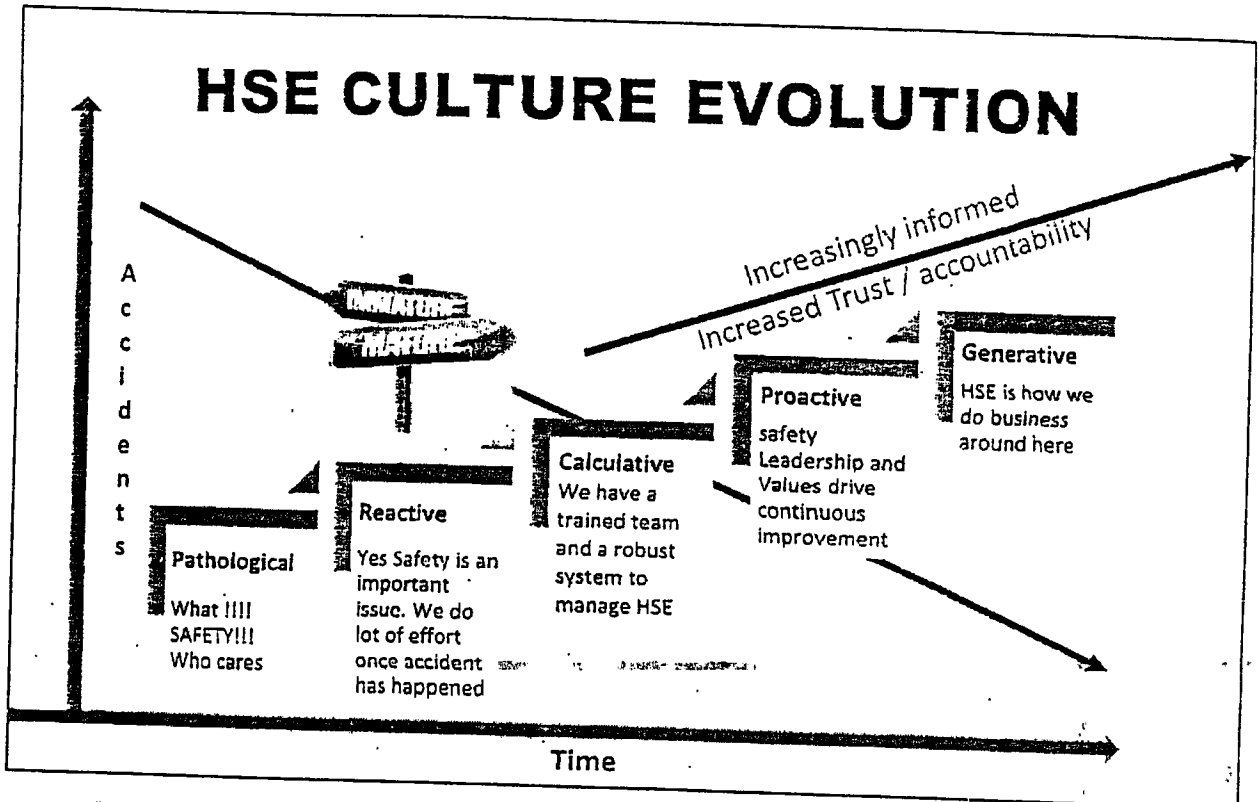 HSE CULTURE EVOLUTION
Accidents
IMMATURE
MATURE
Increasingly informed
Increased Trust / accountability
Pathological
What !!!!
SAFETY!!!
Who cares
Reactive
Yes Safety is an
important
issue. We do
lot of effort
once accident
has happened
Calculative
We have a
trained team
and a robust
system to
manage HSE
Proactive
safety
Leadership and
Values drive
continuous
improvement
Generative
HSE is how we
do business
around here
Time